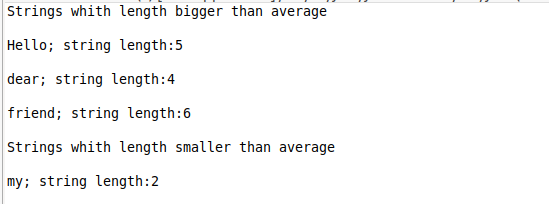 Strings whith length bigger than average
Hello; string length:5
dear; string length:4
friend; string length:6
Strings whith length smaller than average
my; string length:2